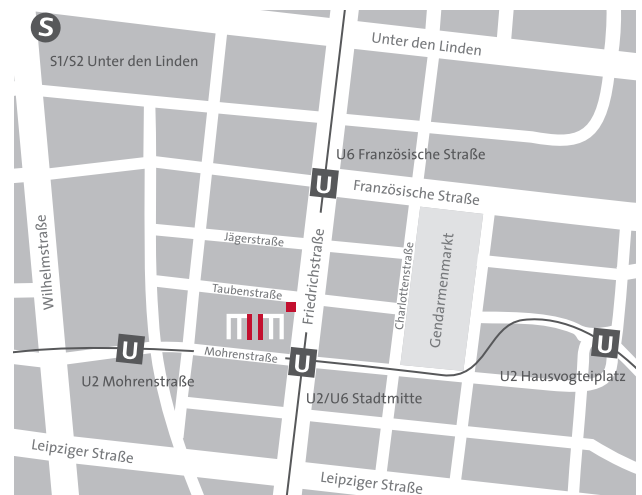 S
Unter den Linden
S1/S2 Unter den Linden
U6 Französische Straße
U
Französische Straße
Wilhelmstraße
Jägerstraße
Friedrichstraße
Charlottenstraße
Gendarmenmarkt
Taubenstraße
U
Mohrenstraße
U
U
U2 Mohrenstraße
U2 Hausvogteiplatz
U2/U6 Stadtmitte
Leipziger Straße
Leipziger Straße